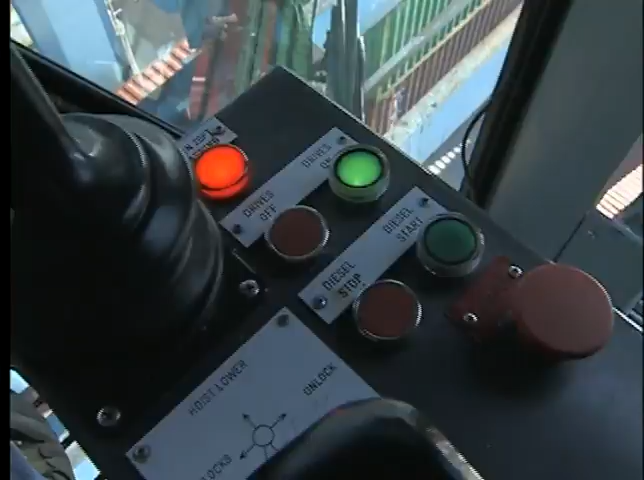 DRIVES
ON
DRIVES
OFF
DIESEL
START
DIESEL
STOP
HOIST LOWER
UNLOCK